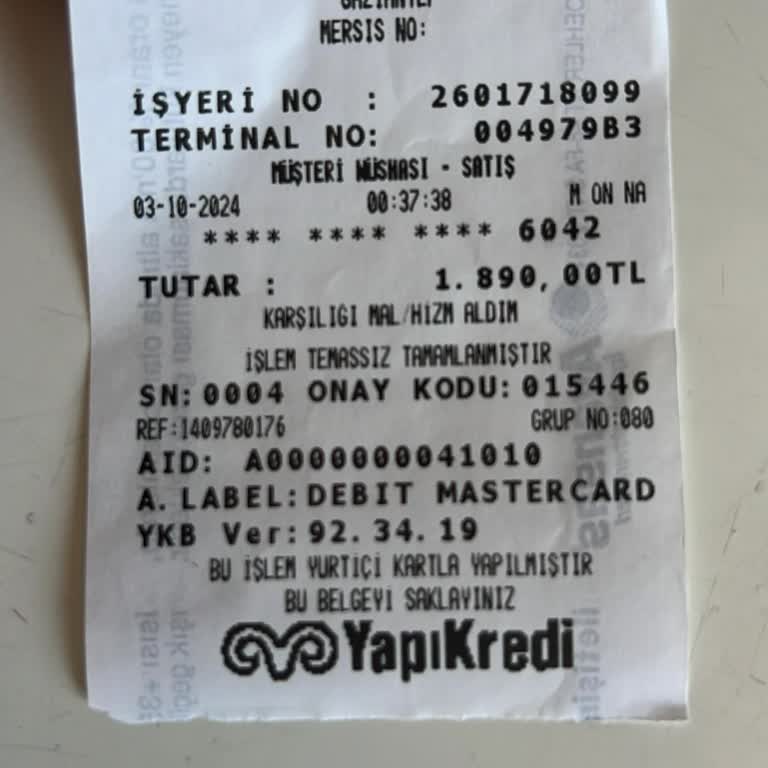 GAZİANTEP
MERSIS NO:
İŞYERİ NO : 2601718099
TERMİNAL NO: 004979B3
MÜŞTERİ NÜSHASI - SATIŞ
03-10-2024 00:37:38 M ON NA
**** **** **** 6042
TUTAR : 1.890,00TL
KARŞILIGI MAL/HİZM ALDIM
İŞLEM TEMASSIZ TAMAMLANMIŞTIR
SN:0004 ONAY KODU:015446
REF:1409780176 GRUP NO:080
AID: A0000000041010
A. LABEL:DEBIT MASTERCARD
YKB Ver:92.34.19
BU İŞLEM YURTİÇİ KARTLA YAPILMIŞTIR
BU BELGEYİ SAKLAYINIZ
YapıKredi